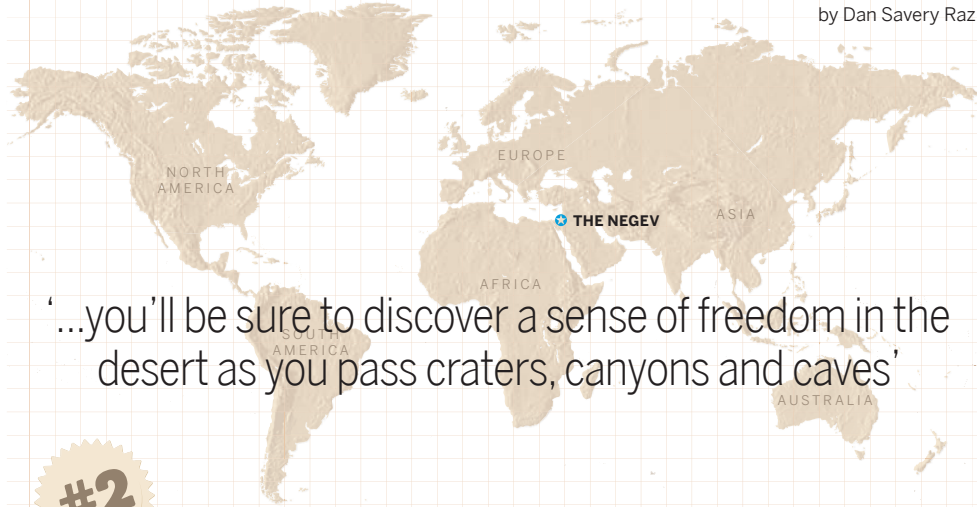 by Dan Savery Raz
NORTH
AMERICA
EUROPE
ASIA
THE NEGEV
AFRICA
‘...you’ll be sure to discover a sense of freedom in the
SOUTH
AMERICA
desert as you pass craters, canyons and caves’
AUSTRALIA
#2